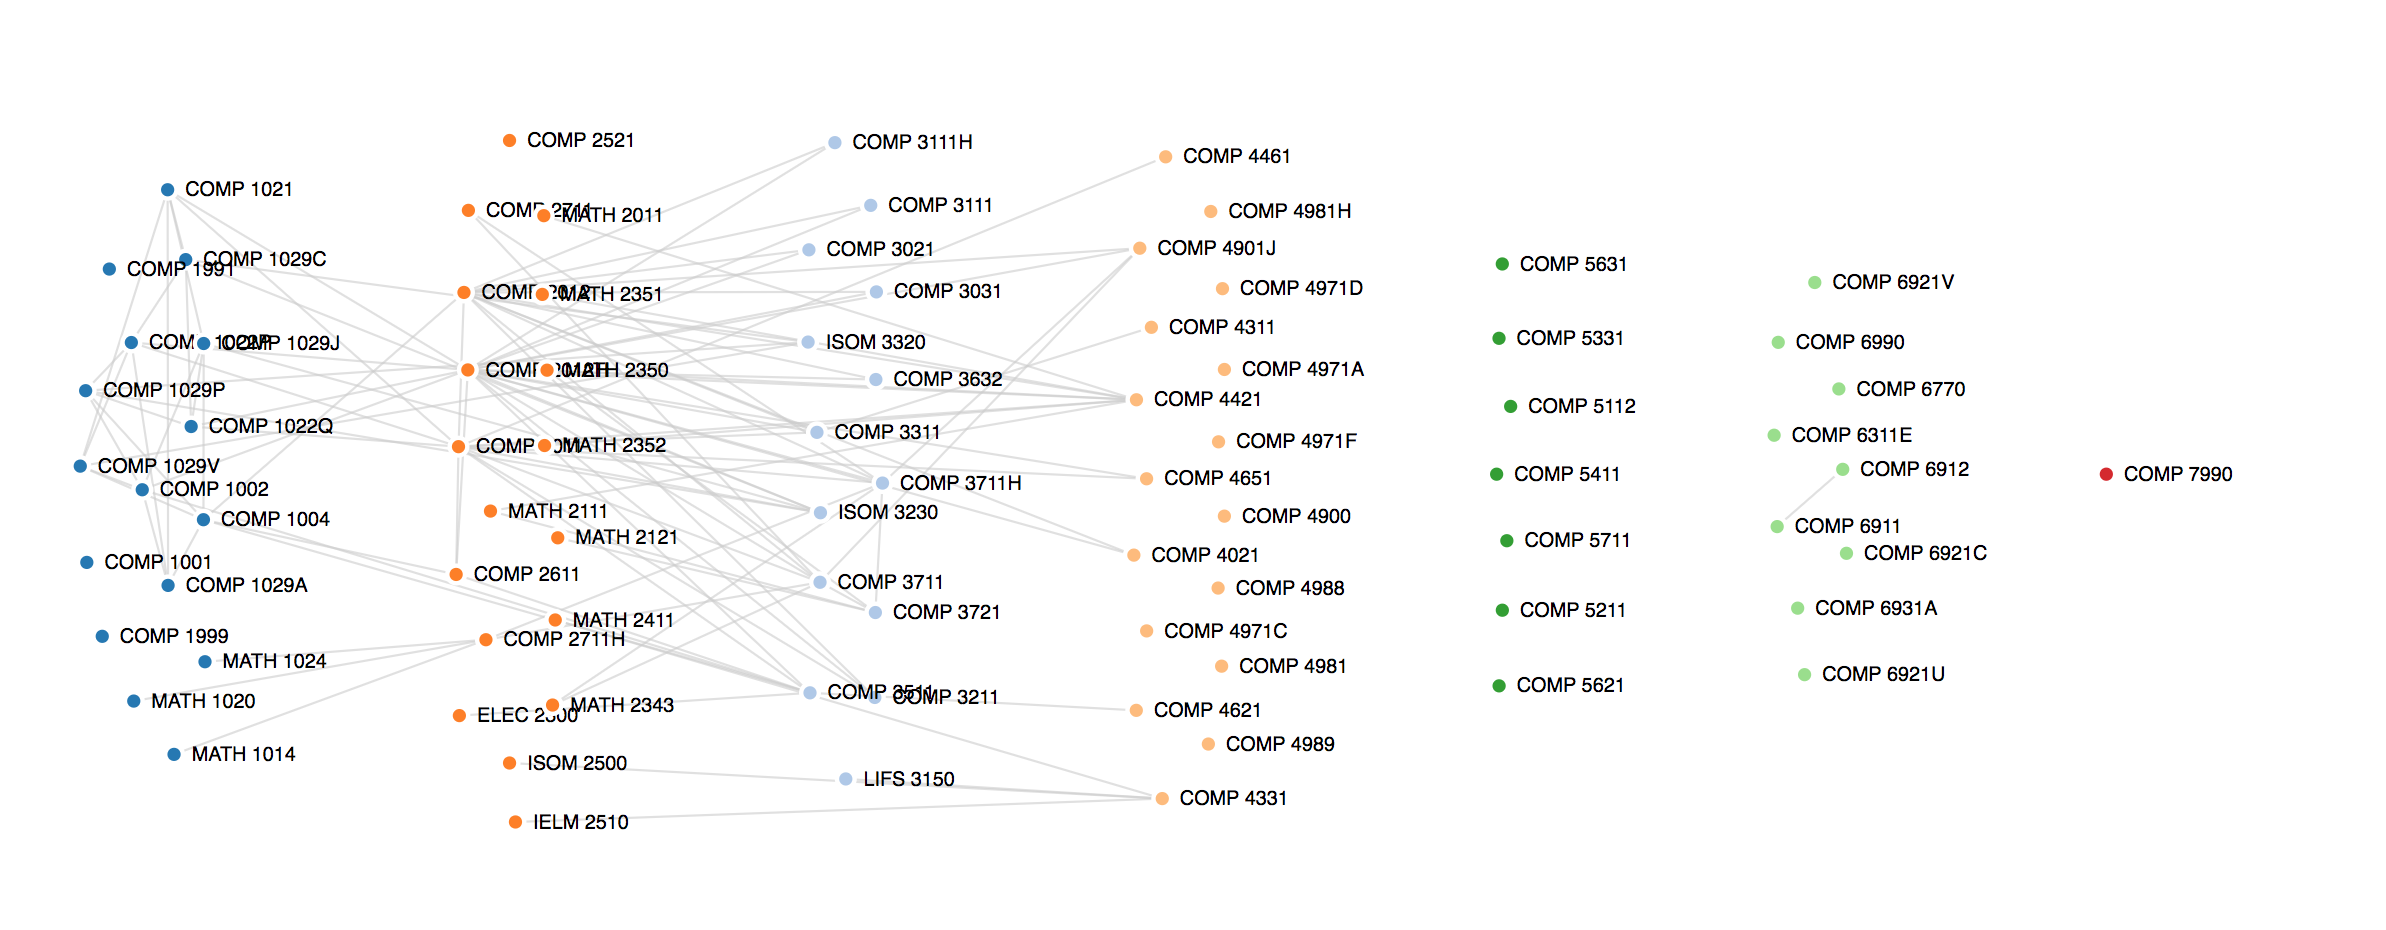 COMP 1021
COMP 1029C
COMP 1991
COMP 1029J
COMP 1029P
COMP 1022Q
COMP 1029V
COMP 1002
COMP 1004
COMP 1001
COMP 1029A
COMP 1999
MATH 1024
MATH 1020
MATH 1014
COMP 2521
COMP 2711
MATH 2011
COMP 2012
MATH 2351
MATH 2350
MATH 2352
MATH 2111
MATH 2121
COMP 2611
MATH 2411
COMP 2711H
MATH 2343
ELEC
ISOM 2500
IELM 2510
COMP 3111H
COMP 3111
COMP 3021
COMP 3031
ISOM 3320
COMP 3632
COMP 3311
COMP 3711H
ISOM 3230
COMP 3711
COMP 3721
COMP 3511
COMP 3211
LIFS 3150
COMP 4461
COMP 4981H
COMP 4901J
COMP 4971D
COMP 4311
COMP 4971A
COMP 4421
COMP 4971F
COMP 4651
COMP 4900
COMP 4021
COMP 4988
COMP 4971C
COMP 4981
COMP 4621
COMP 4989
COMP 4331
COMP 5631
COMP 5331
COMP 5112
COMP 5411
COMP 5711
COMP 5211
COMP 5621
COMP 6921V
COMP 6990
COMP 6770
COMP 6311E
COMP 6912
COMP 6911
COMP 6921C
COMP 6931A
COMP 6921U
COMP 7990